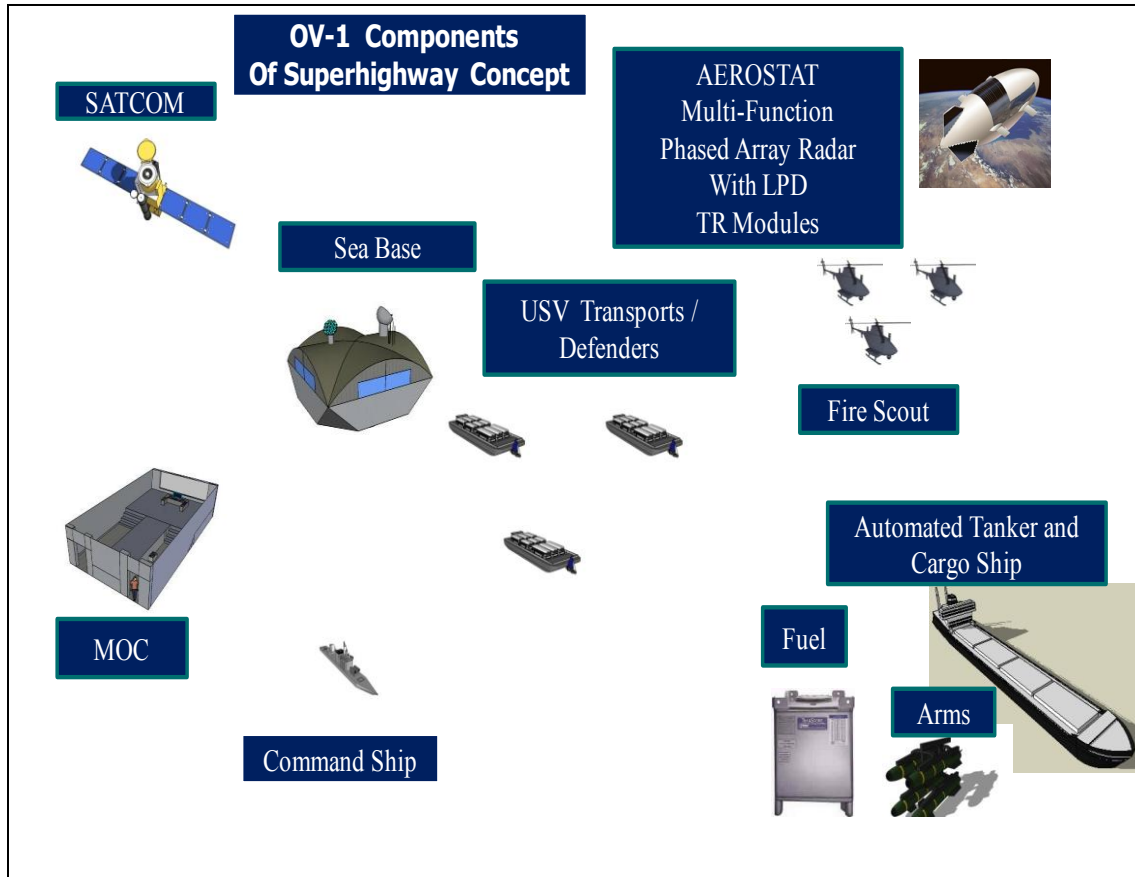 OV-1 Components
Of Superhighway Concept
SATCOM
AEROSTAT
Multi-Function
Phased Array Radar
With LPD
TR Modules
Sea Base
USV Transports /
Defenders
Fire Scout
Automated Tanker and
Cargo Ship
MOC
Fuel
Arms
Command Ship